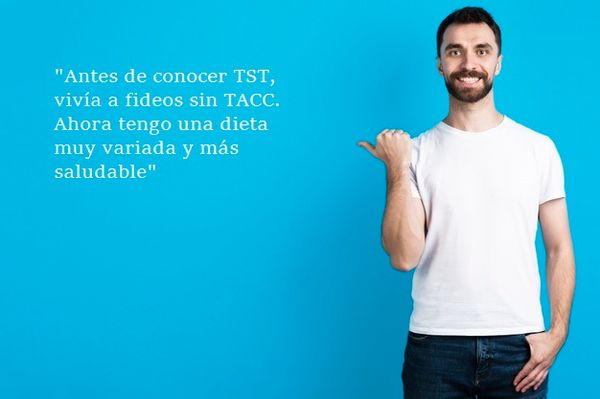 "Antes de conocer TST,
vivía a fideos sin TACC.
Ahora tengo una dieta
muy variada y más
saludable"